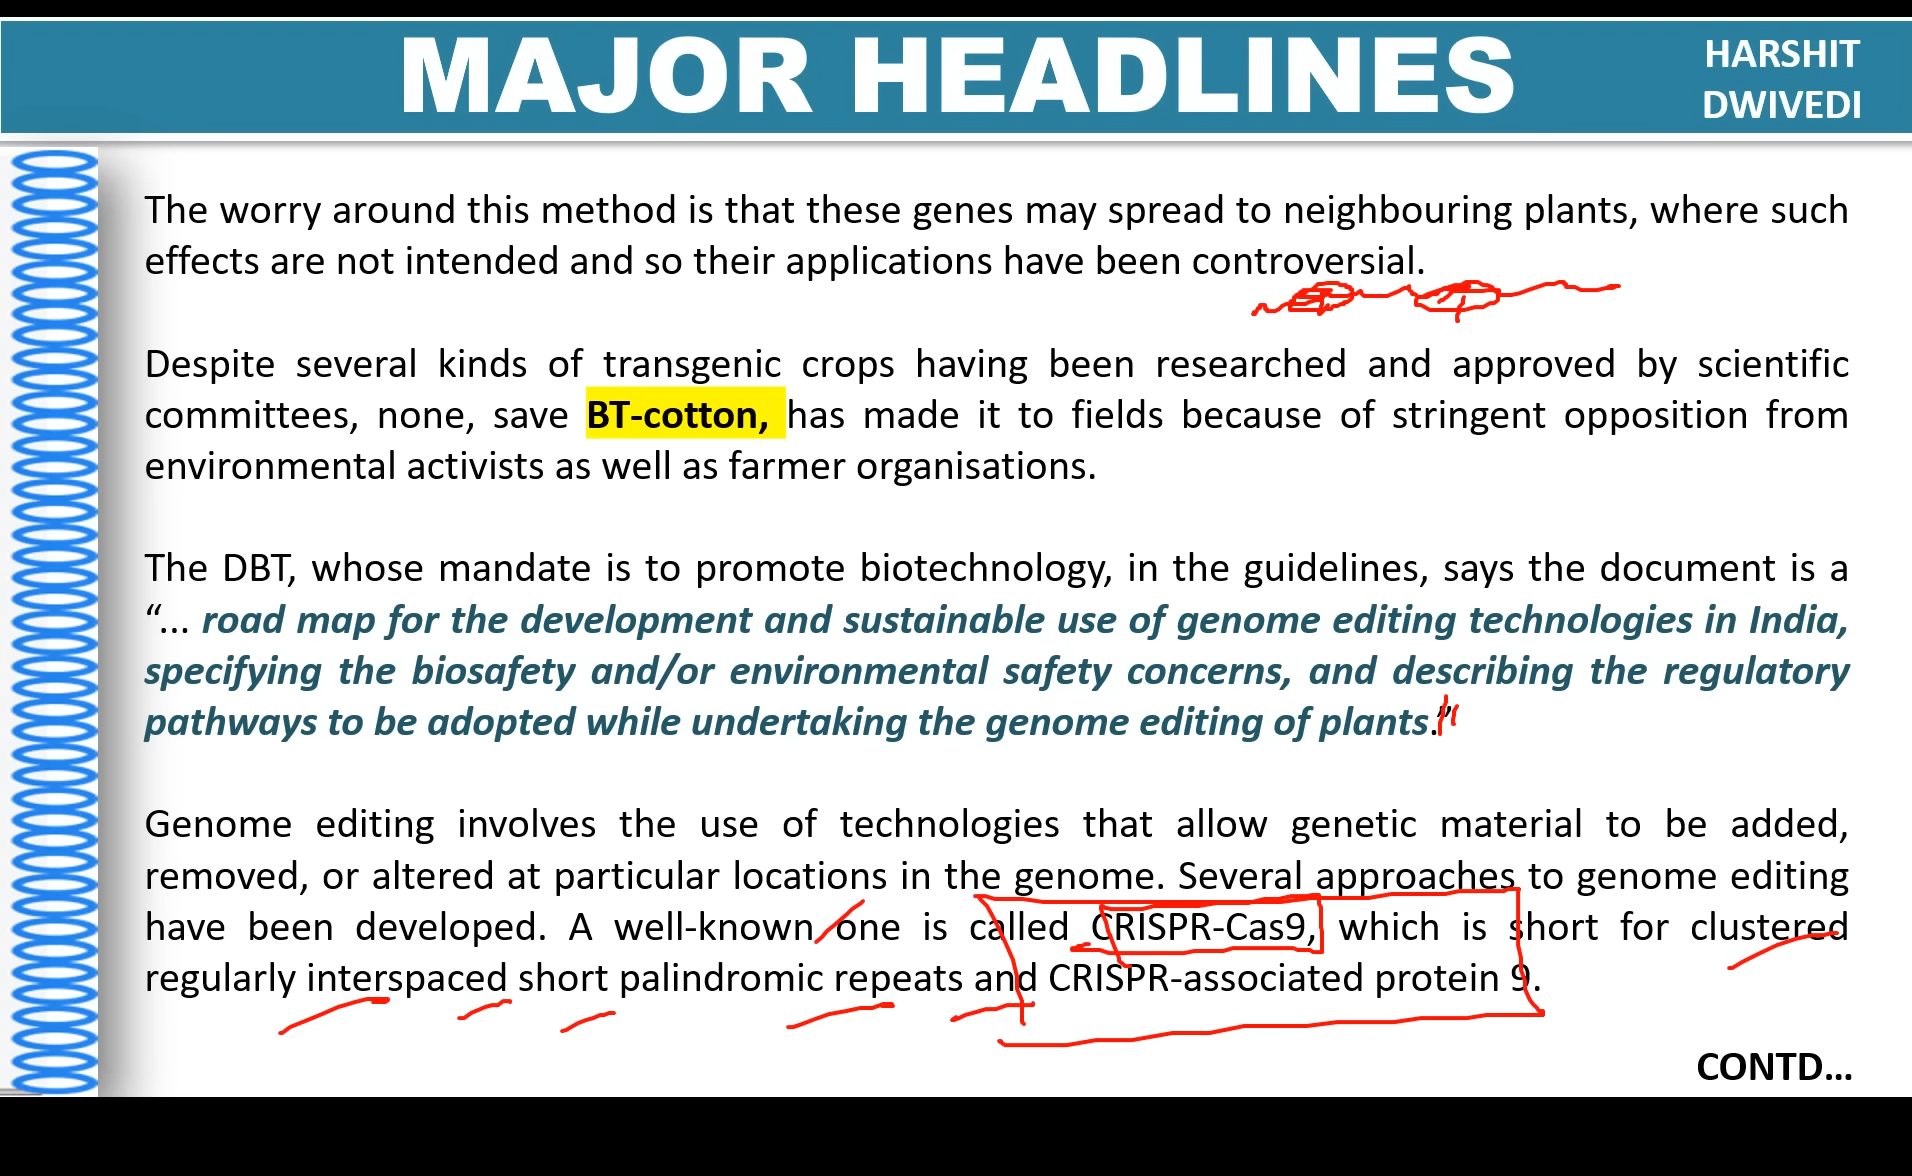 MAJOR HEADLINES
HARSHIT
DWIVEDI
The worry around this method is that these genes may spread to neighbouring plants, where such
effects are not intended and so their applications have been controversial.
Despite several kinds of transgenic crops having been researched and approved by scientific
committees, none, save BT-cotton, has made it to fields because of stringent opposition from
environmental activists as well as farmer organisations.
The DBT, whose mandate is to promote biotechnology, in the guidelines, says the document is a
“... road map for the development and sustainable use of genome editing technologies in India,
specifying the biosafety and/or environmental safety concerns, and describing the regulatory
pathways to be adopted while undertaking the genome editing of plants.”
Genome editing involves the use of technologies that allow genetic material to be added,
removed, or altered at particular locations in the genome. Several approaches to genome editing
have been developed. A well-known one is called CRISPR-Cas9, which is short for clustered
regularly interspaced short palindromic repeats and CRISPR-associated protein 9.
CONTD...